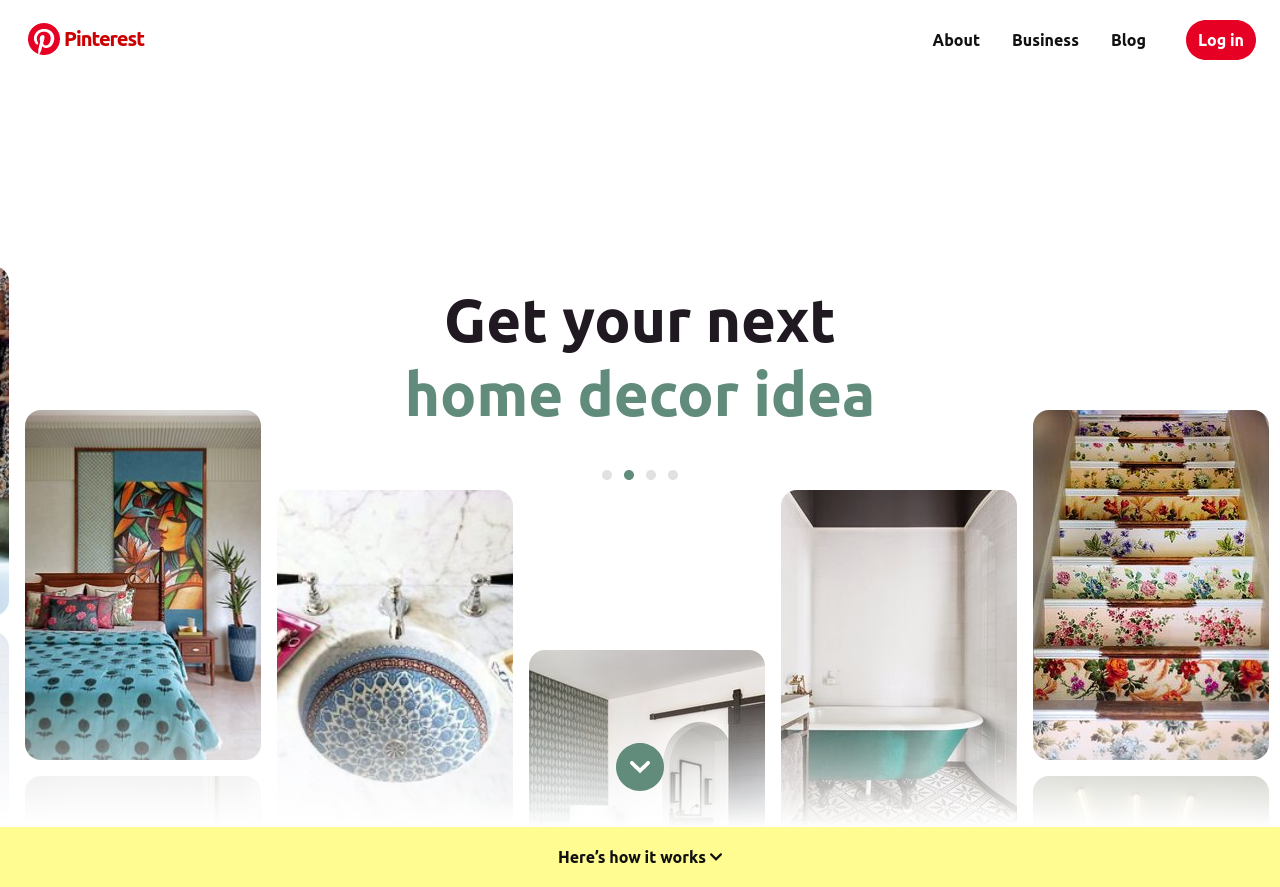 Pinterest
About
Business
Blog
Log in
Get your next
home decor idea
Here’s how it works